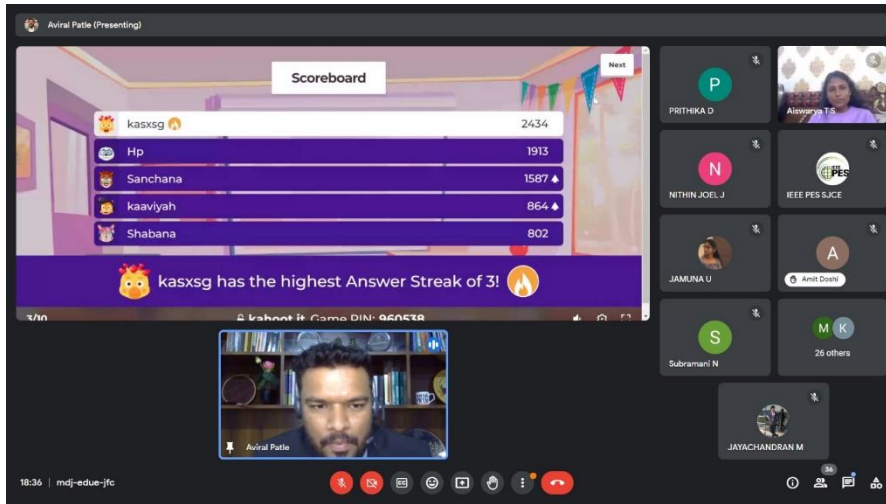 Aviral Patle (Presenting)
Next
Scoreboard
kasxsg 2434
Hp 1913
Sanchana 1587
kaaviyah 864
Shabana 802
kasxsg has the highest Answer Streak of 3!
3/10
kahoot.it Game PIN: 960538
P
PRITHIKA D
Aiswarya T S
N
NITHIN JOEL J
IEEE
PES
IEEE PES SJCE
JAMUNA U
A
Amit Doshi
S
Subramani N
M K
26 others
JAYACHANDRAN M
Aviral Patle
18:36 | mdj-edue-jfc
36